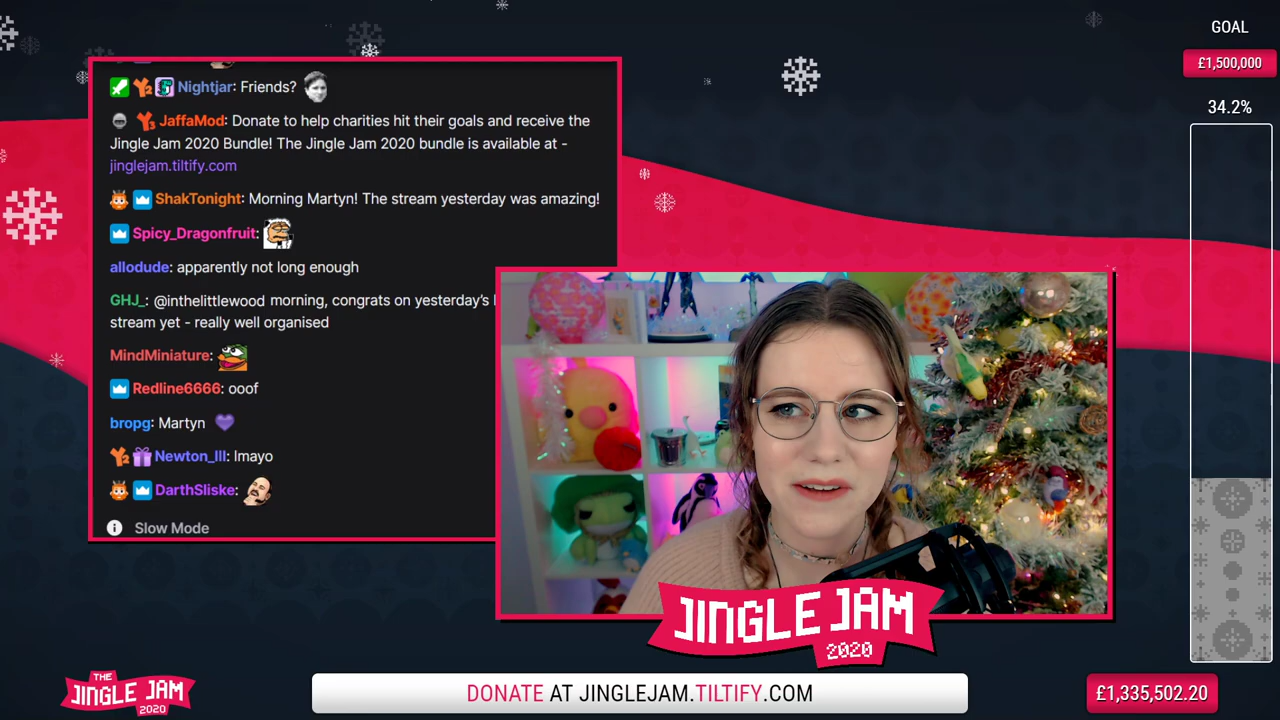 GOAL
£1,500,000
34.2%
Nightjar: Friends?
JaffaMod: Donate to help charities hit their goals and receive the
Jingle Jam 2020 Bundle! The Jingle Jam 2020 bundle is available at -
jinglejam.tiltify.com
ShakTonight: Morning Martyn! The stream yesterday was amazing!
Spicy_Dragonfruit:
allodude: apparently not long enough
GHJ_: @inthelittlewood morning, congrats on yesterday's
stream yet - really well organised
MindMiniature:
Redline6666: ooof
bropg: Martyn
Newton_lll: lmayo
DarthSliske:
Slow Mode
JINGLE JAM
2020
THE
JINGLE JAM
2020
DONATE AT JINGLEJAM.TILTIFY.COM
£1,335,502.20